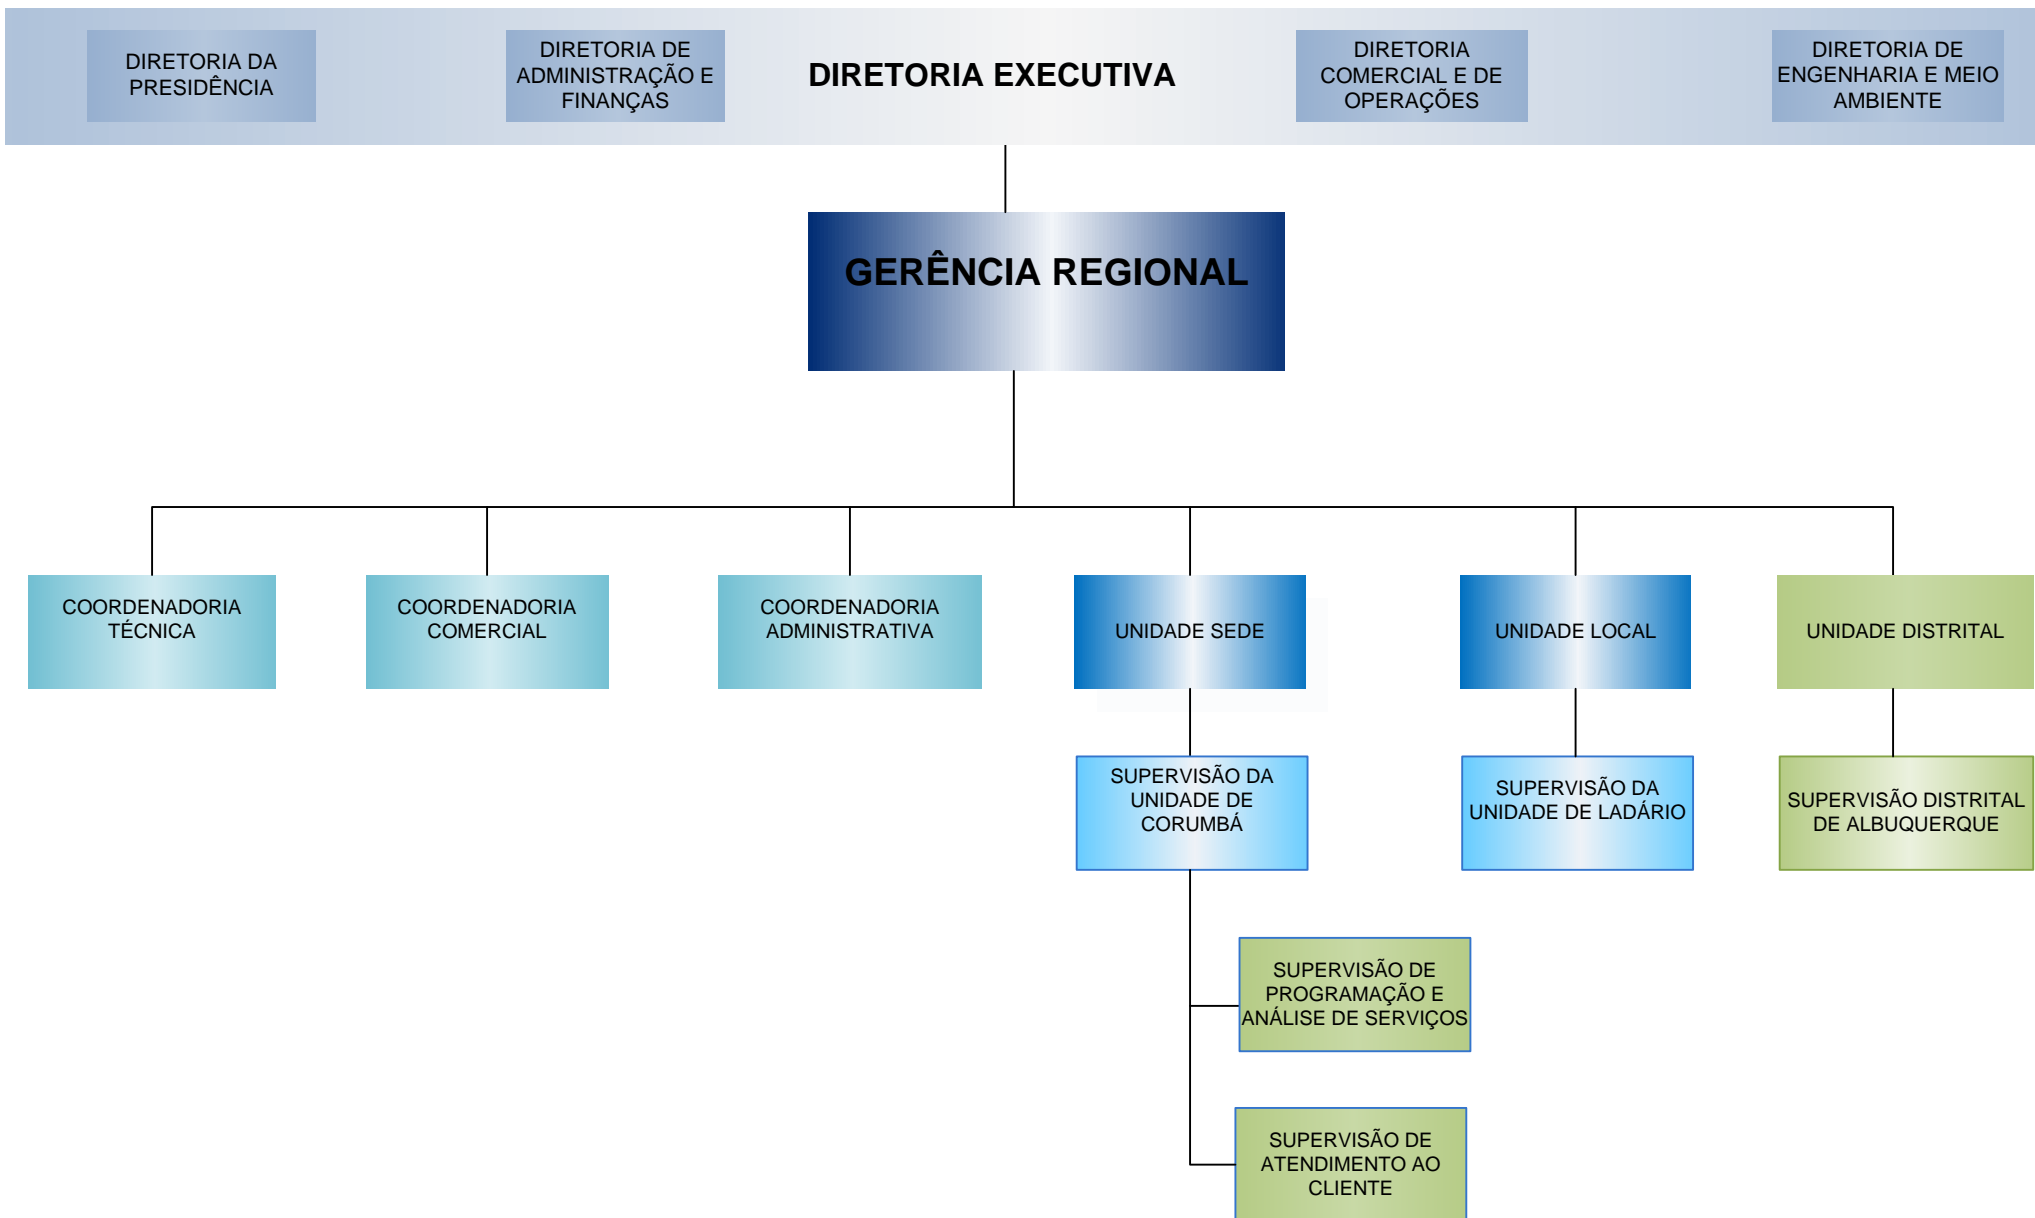 DIRETORIA DA
PRESIDÊNCIA
DIRETORIA DE
ADMINISTRAÇÃO E
FINANÇAS
DIRETORIA EXECUTIVA
DIRETORIA
COMERCIAL E DE
OPERAÇÕES
DIRETORIA DE
ENGENHARIA E MEIO
AMBIENTE
GERÊNCIA REGIONAL
COORDENADORIA
TÉCNICA
COORDENADORIA
COMERCIAL
COORDENADORIA
ADMINISTRATIVA
UNIDADE SEDE
UNIDADE LOCAL
UNIDADE DISTRITAL
SUPERVISÃO DA
UNIDADE DE
CORUMBÁ
SUPERVISÃO DA
UNIDADE DE LADÁRIO
SUPERVISÃO DISTRITAL
DE ALBUQUERQUE
SUPERVISÃO DE
PROGRAMAÇÃO E
ANÁLISE DE SERVIÇOS
SUPERVISÃO DE
ATENDIMENTO AO
CLIENTE